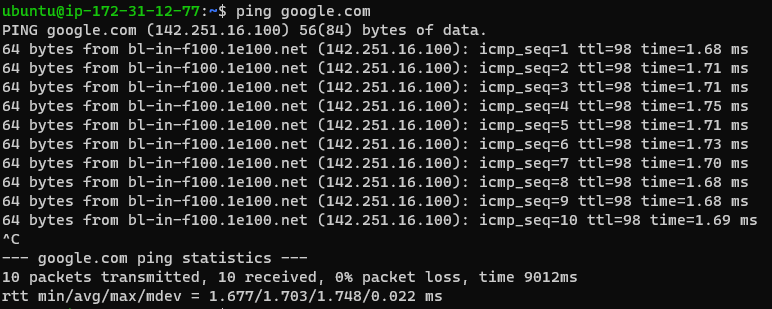 ubuntu@ip-172-31-12-77:~$ ping google.com
PING google.com (142.251.16.100) 56(84) bytes of data.
64 bytes from bl-in-f100.1e100.net (142.251.16.100): icmp_seq=1 ttl=98 time=1.68 ms
64 bytes from bl-in-f100.1e100.net (142.251.16.100): icmp_seq=2 ttl=98 time=1.71 ms
64 bytes from bl-in-f100.1e100.net (142.251.16.100): icmp_seq=3 ttl=98 time=1.71 ms
64 bytes from bl-in-f100.1e100.net (142.251.16.100): icmp_seq=4 ttl=98 time=1.75 ms
64 bytes from bl-in-f100.1e100.net (142.251.16.100): icmp_seq=5 ttl=98 time=1.71 ms
64 bytes from bl-in-f100.1e100.net (142.251.16.100): icmp_seq=6 ttl=98 time=1.73 ms
64 bytes from bl-in-f100.1e100.net (142.251.16.100): icmp_seq=7 ttl=98 time=1.70 ms
64 bytes from bl-in-f100.1e100.net (142.251.16.100): icmp_seq=8 ttl=98 time=1.68 ms
64 bytes from bl-in-f100.1e100.net (142.251.16.100): icmp_seq=9 ttl=98 time=1.68 ms
64 bytes from bl-in-f100.1e100.net (142.251.16.100): icmp_seq=10 ttl=98 time=1.69 ms
^C
--- google.com ping statistics ---
10 packets transmitted, 10 received, 0% packet loss, time 9012ms
rtt min/avg/max/mdev = 1.677/1.703/1.748/0.022 ms